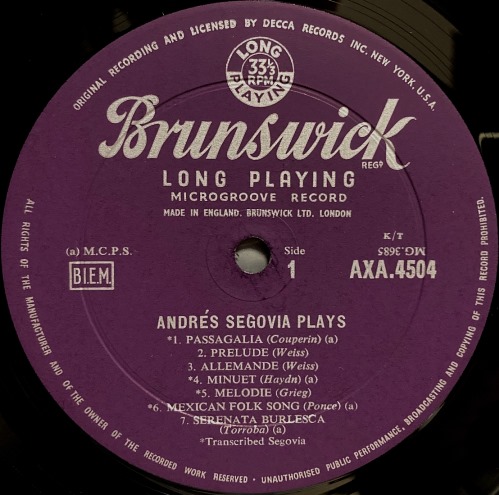 ORIGINAL RECORDING AND LICENSED BY DECCA RECORDS INC. NEW YORK, U.S.A.
LONG
33 1/3
RPM
PLAYING
Brunswick
REGD
LONG PLAYING
MICROGROOVE RECORD
MADE IN ENGLAND. BRUNSWICK LTD. LONDON
(a) M.C.P.S.
B.I.E.M.
Side
1
K/T
MG.3685
AXA.4504
ANDRÉS SEGOVIA PLAYS
*1. PASSAGALIA (Couperin) (a)
2. PRELUDE (Weiss)
3. ALLEMANDE (Weiss)
*4. MINUET (Haydn) (a)
*5. MELODIE (Grieg)
*6. MEXICAN FOLK SONG (Ponce) (a)
7. SERENATA BURLESCA
(Torroba) (a)
*Transcribed Segovia
ALL RIGHTS OF THE MANUFACTURER AND OF THE OWNER OF THE RECORDED WORK RESERVED · UNAUTHORISED PUBLIC PERFORMANCE, BROADCASTING AND COPYING OF THIS RECORD PROHIBITED.